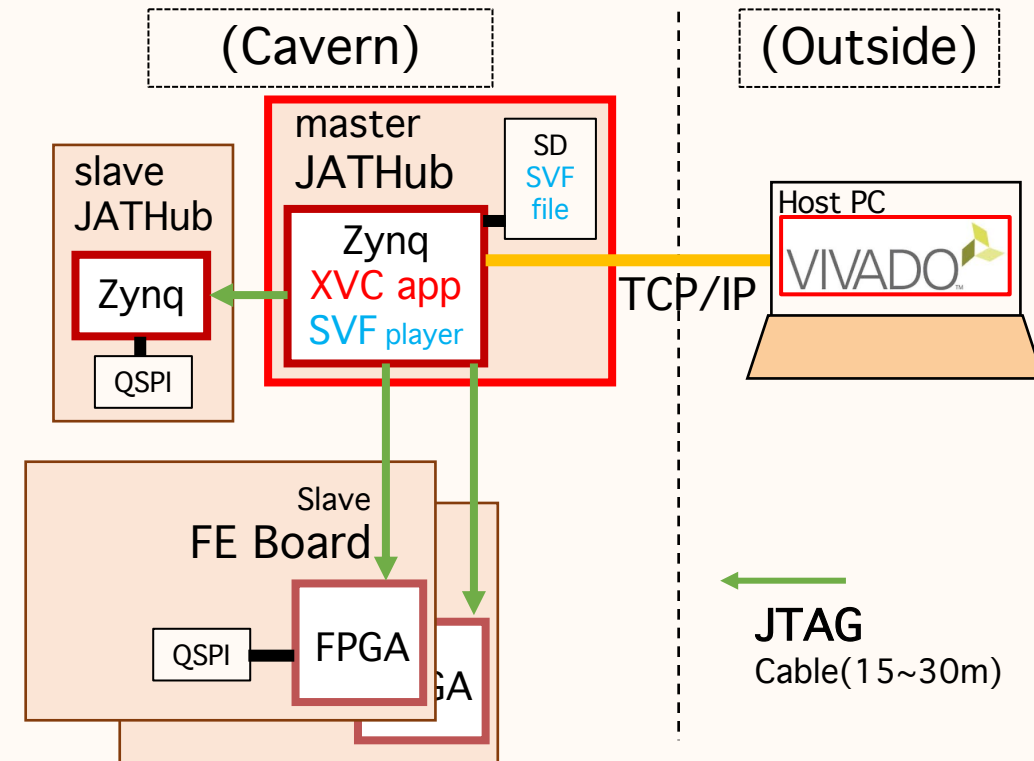 (Cavern)
(Outside)
master
JATHub
SD
SVF
file
slave
JATHub
Zynq
QSPI
Zynq
XVC app
SVF player
TCP/IP
Host PC
VIVADO™
Slave
FE Board
QSPI
FPGA
GA
JTAG
Cable(15~30m)